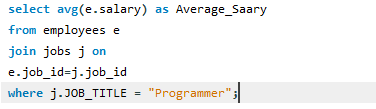 select avg(e.salary) as Average_Saary
from employees e
join jobs j on
e.job_id=j.job_id
where j.JOB_TITLE = "Programmer";